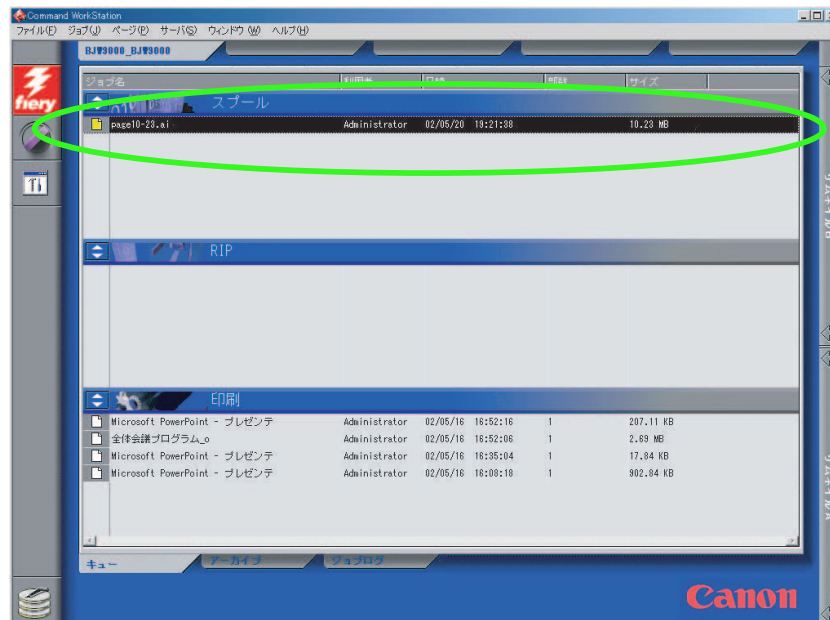 Command WorkStation
ファイル(F) ジョブ(J) ページ(P) サーバ(S) ウィンドウ(W) ヘルプ(H)
BJW9000_BJW9000
fiery
ジョブ名 利用者 日時 部数 サイズ
スプール
page10-23.ai Administrator 02/05/20 19:21:38 10.23 MB
RIP
印刷
Microsoft PowerPoint - プレゼンテ Administrator 02/05/16 16:52:16 1 207.11 KB
全体会議プログラム_o Administrator 02/05/16 16:52:06 1 2.69 MB
Microsoft PowerPoint - プレゼンテ Administrator 02/05/16 16:35:04 1 17.84 KB
Microsoft PowerPoint - プレゼンテ Administrator 02/05/16 16:08:18 1 902.84 KB
キュー アーカイブ ジョブログ
Canon